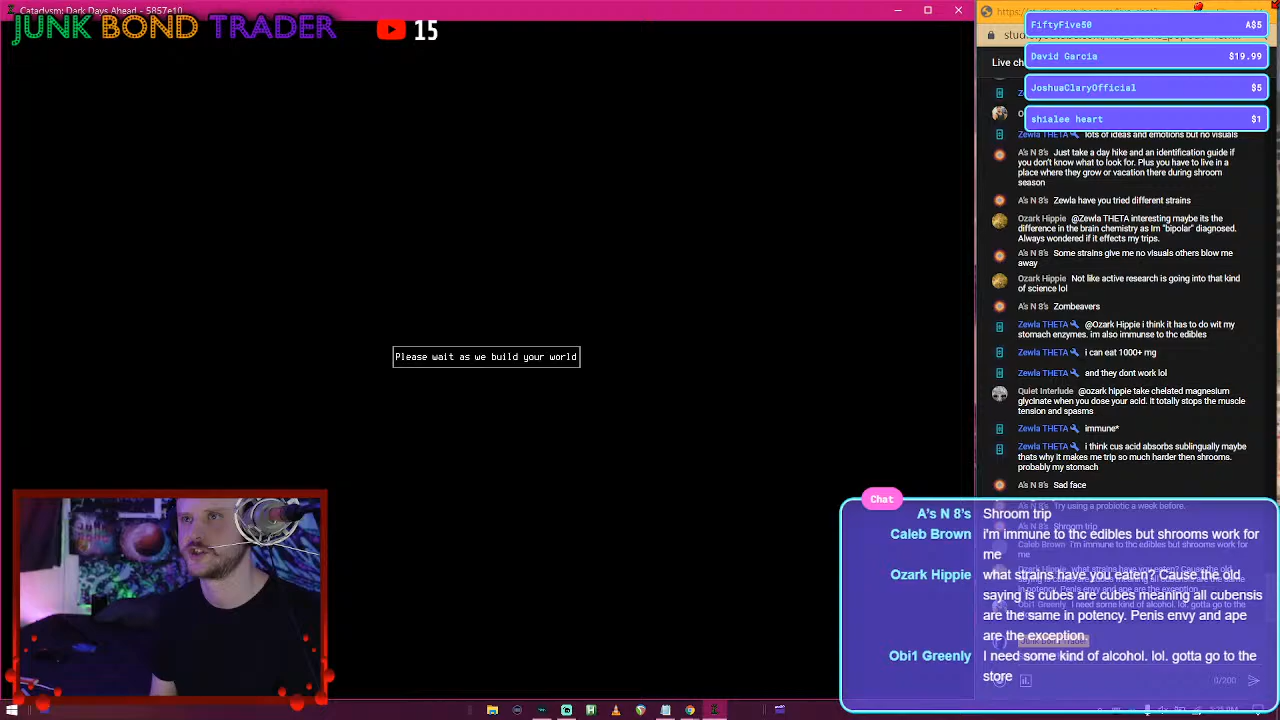 Cataclysm: Dark Days Ahead - 5857e10
JUNK BOND TRADER
15
Please wait as we build your world
Live ch
FiftyFive50 A$5
David Garcia $19.99
JoshuaClaryOfficial $5
shialee heart $1
Zewla THETA lots of ideas and emotions but no visuals
A's N 8's Just take a day hike and an identification guide if
you don't know what to look for. Plus you have to live in a
place where they grow or vacation there during shroom
season
A's N 8's Zewla have you tried different strains
Ozark Hippie @Zewla THETA interesting maybe its the
difference in the brain chemistry as Im "bipolar" diagnosed.
Always wondered if it effects my trips.
A's N 8's Some strains give me no visuals others blow me
away
Ozark Hippie Not like active research is going into that kind
of science lol
A's N 8's Zombeavers
Zewla THETA @Ozark Hippie i think it has to do wit my
stomach enzymes. im also immune to the edibles
Zewla THETA i can eat 1000+ mg
Zewla THETA and they dont work lol
Quiet Interlude @ozark hippie take chelated magnesium
glycinate when you dose your acid. It totally stops the muscle
tension and spasms
Zewla THETA immune*
Zewla THETA i think cus acid absorbs sublingually maybe
thats why it makes me trip so much harder then shrooms.
probably my stomach
A's N 8's Sad face
A's N 8's Try using a probiotic a week before.
Chat
A's N 8's Shroom trip
Caleb Brown i'm immune to thc edibles but shrooms work for
me
Ozark Hippie what strains have you eaten? Cause the old
saying is cubes are cubes meaning all cubensis
are the same in potency. Penis envy and ape
are the exception.
Obi1 Greenly I need some kind of alcohol. lol. gotta go to the
store
0/200